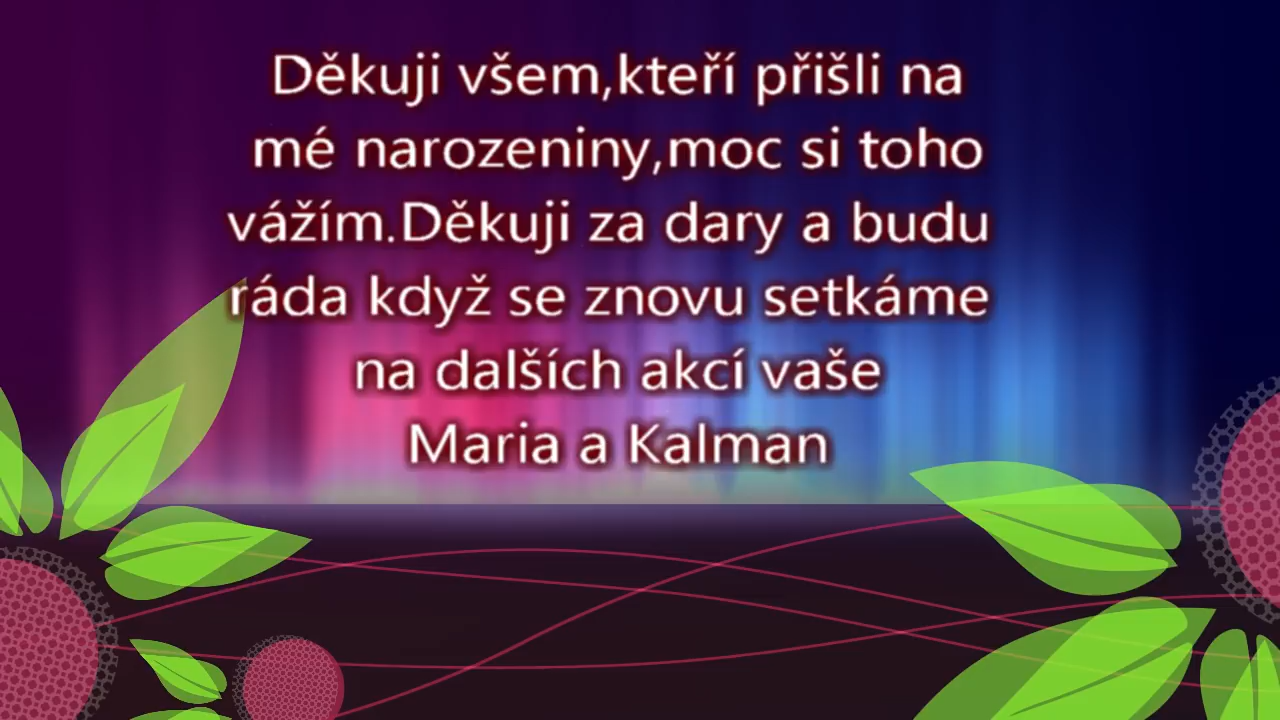 Děkuji všem,kteří přišli na
mé narozeniny,moc si toho
vážím.Děkuji za dary a budu
ráda když se znovu setkáme
na dalších akcí vaše
Maria a Kalman